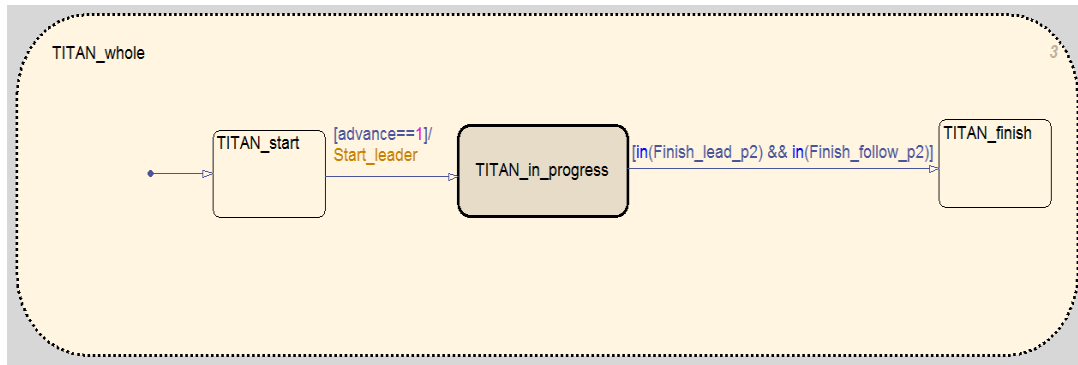 TITAN_whole
3
TITAN_start
[advance==1]/
Start_leader
TITAN_in_progress
[in(Finish_lead_p2) && in(Finish_follow_p2)]
TITAN_finish